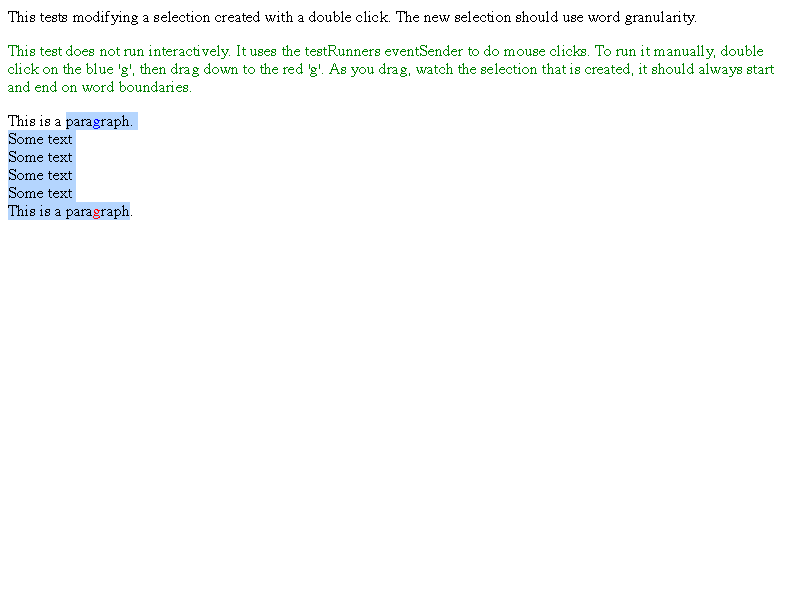 This tests modifying a selection created with a double click. The new selection should use word granularity.
This test does not run interactively. It uses the testRunners eventSender to do mouse clicks. To run it manually, double
click on the blue 'g', then drag down to the red 'g'. As you drag, watch the selection that is created, it should always start
and end on word boundaries.
This is a paragraph.
Some text
Some text
Some text
Some text
This is a paragraph.